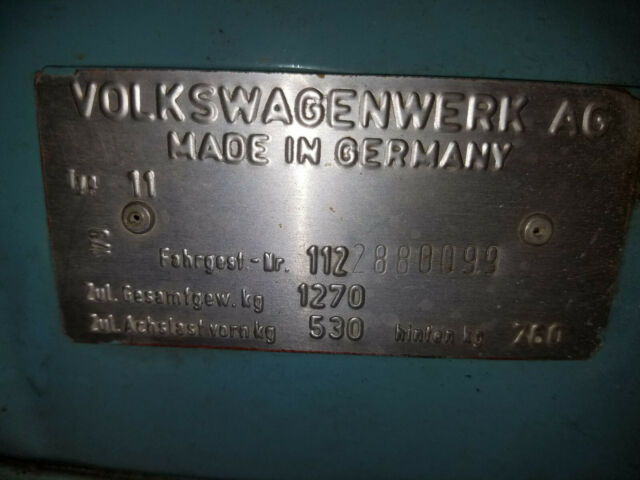 VOLKSWAGENWERK AG
MADE IN GERMANY
Typ 11
Fahrgest-Nr. 1122880099
Zul. Gesamtgew. kg 1270
Zul. Achslast vorn kg 530 hinten kg 760